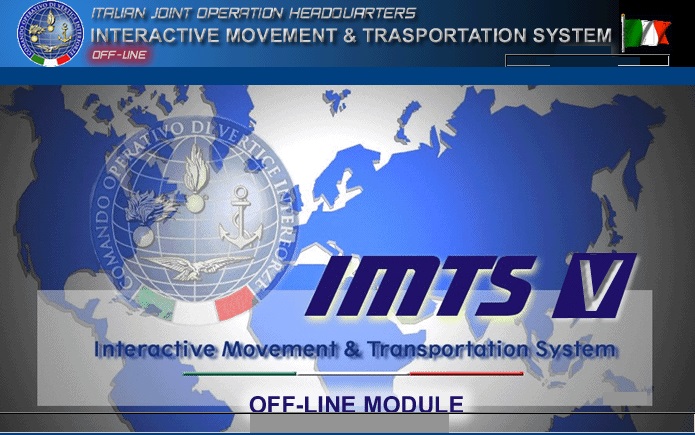 ITALIAN JOINT OPERATION HEADQUARTERS
INTERACTIVE MOVEMENT & TRASPORTATION SYSTEM
OFF-LINE
COMANDO OPERATIVO DI VERTICE INTERFORZE
IMTS V
Interactive Movement & Transportation System
OFF-LINE MODULE